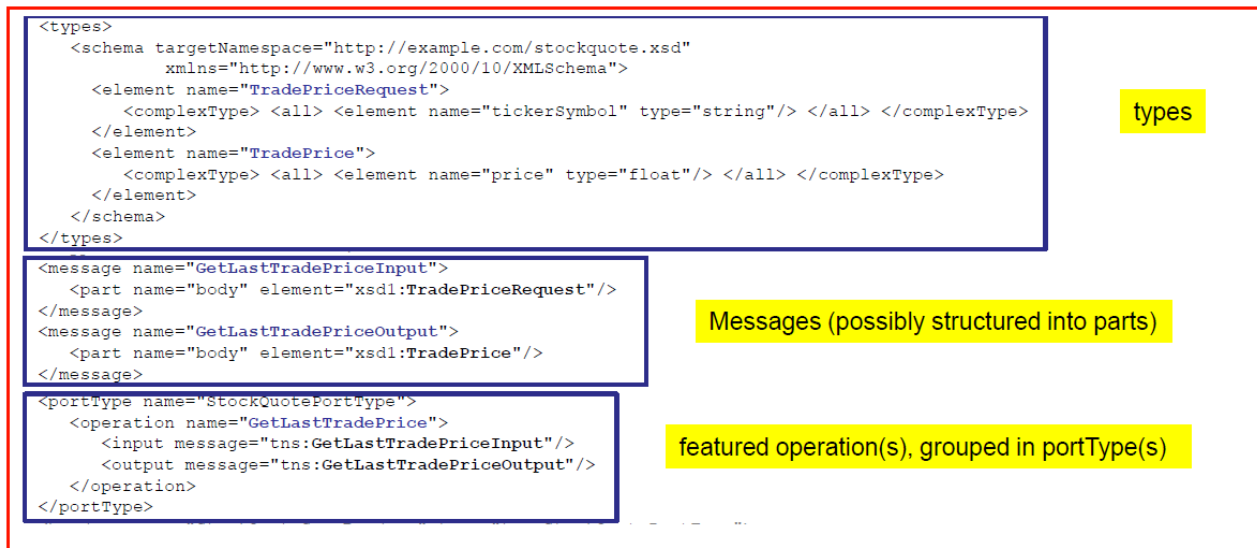 <types>
<schema targetNamespace="http://example.com/stockquote.xsd"
xmlns="http://www.w3.org/2000/10/XMLSchema">
<element name="TradePriceRequest">
<complexType> <all> <element name="tickerSymbol" type="string"/> </all> </complexType>
</element>
<element name="TradePrice">
<complexType> <all> <element name="price" type="float"/> </all> </complexType>
</element>
</schema>
</types>
types
<message name="GetLastTradePriceInput">
<part name="body" element="xsd1:TradePriceRequest"/>
</message>
<message name="GetLastTradePriceOutput">
<part name="body" element="xsd1:TradePrice"/>
</message>
Messages (possibly structured into parts)
<portType name="StockQuotePortType">
<operation name="GetLastTradePrice">
<input message="tns:GetLastTradePriceInput"/>
<output message="tns:GetLastTradePriceOutput"/>
</operation>
</portType>
featured operation(s), grouped in portType(s)